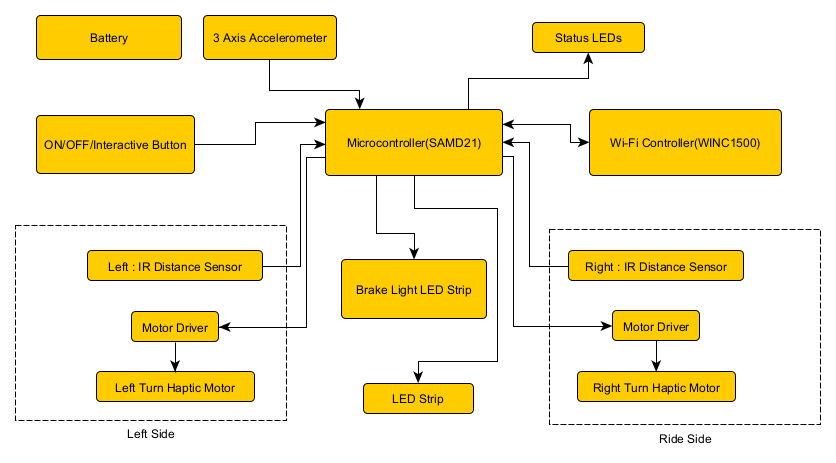 Battery
3 Axis Accelerometer
Status LEDs
ON/OFF/Interactive Button
Microcontroller(SAMD21)
Wi-Fi Controller(WINC1500)
Left : IR Distance Sensor
Right : IR Distance Sensor
Brake Light LED Strip
Motor Driver
Motor Driver
Left Turn Haptic Motor
Right Turn Haptic Motor
LED Strip
Left Side
Ride Side